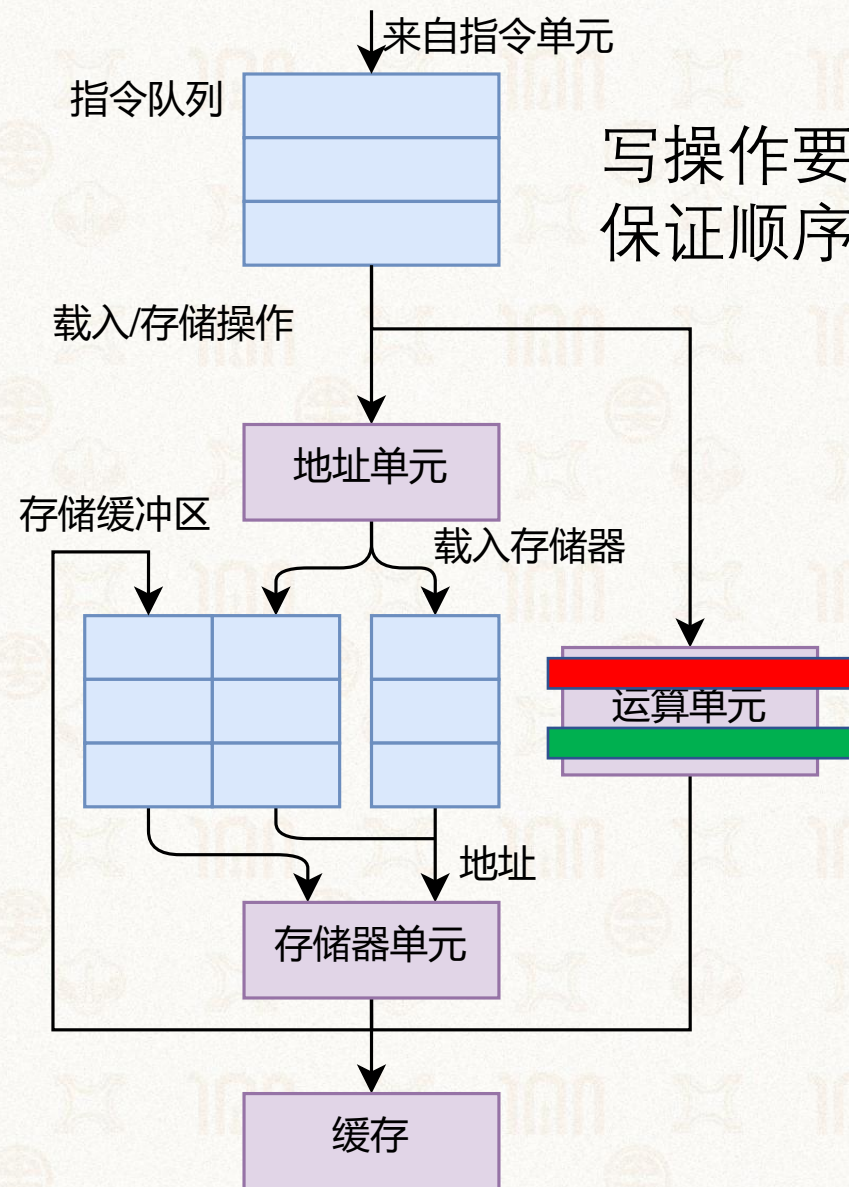 来自指令单元
指令队列
写操作要
保证顺序
载入/存储操作
地址单元
存储缓冲区
载入存储器
运算单元
地址
存储器单元
缓存